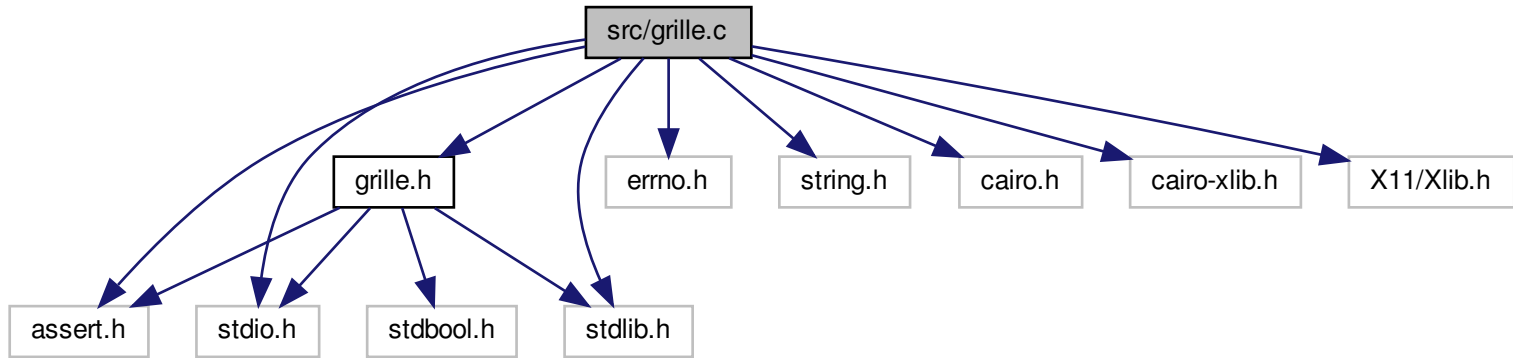 src/grille.c
grille.h
errno.h
string.h
cairo.h
cairo-xlib.h
X11/Xlib.h
assert.h
stdio.h
stdbool.h
stdlib.h